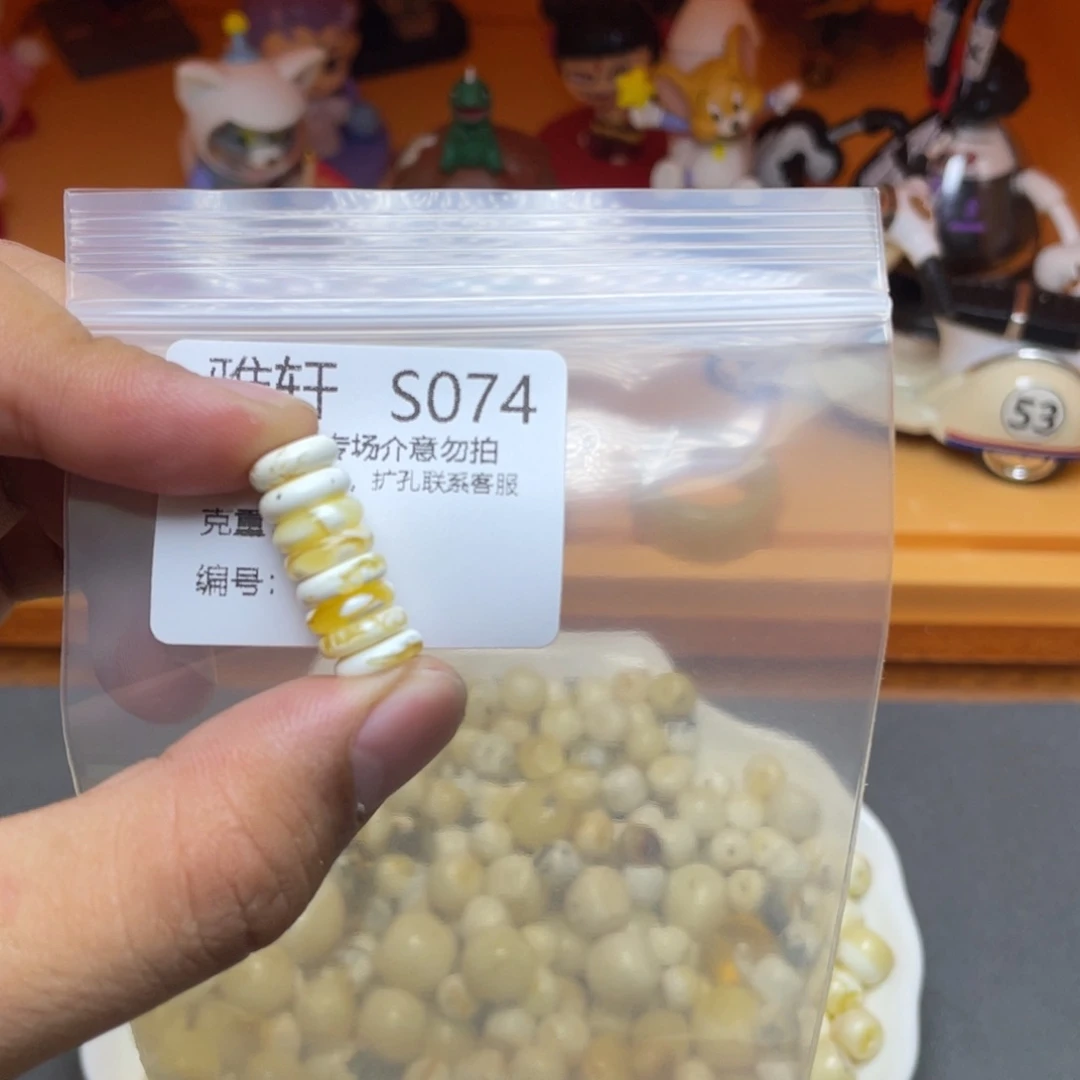 雅轩 S074
专场介意勿拍
，扩孔联系客服
克重
编号：
53